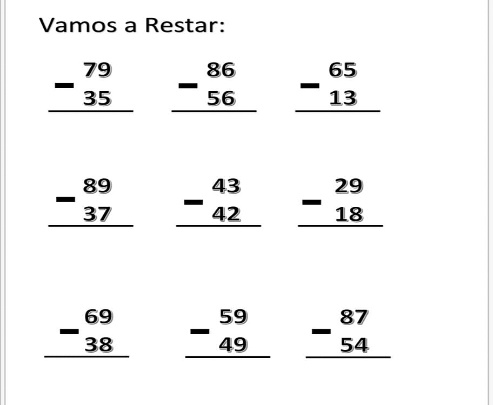 Vamos a Restar:
79 86 65
- 35 - 56 - 13
89 43 29
- 37 - 42 - 18
69 59 87
- 38 - 49 - 54